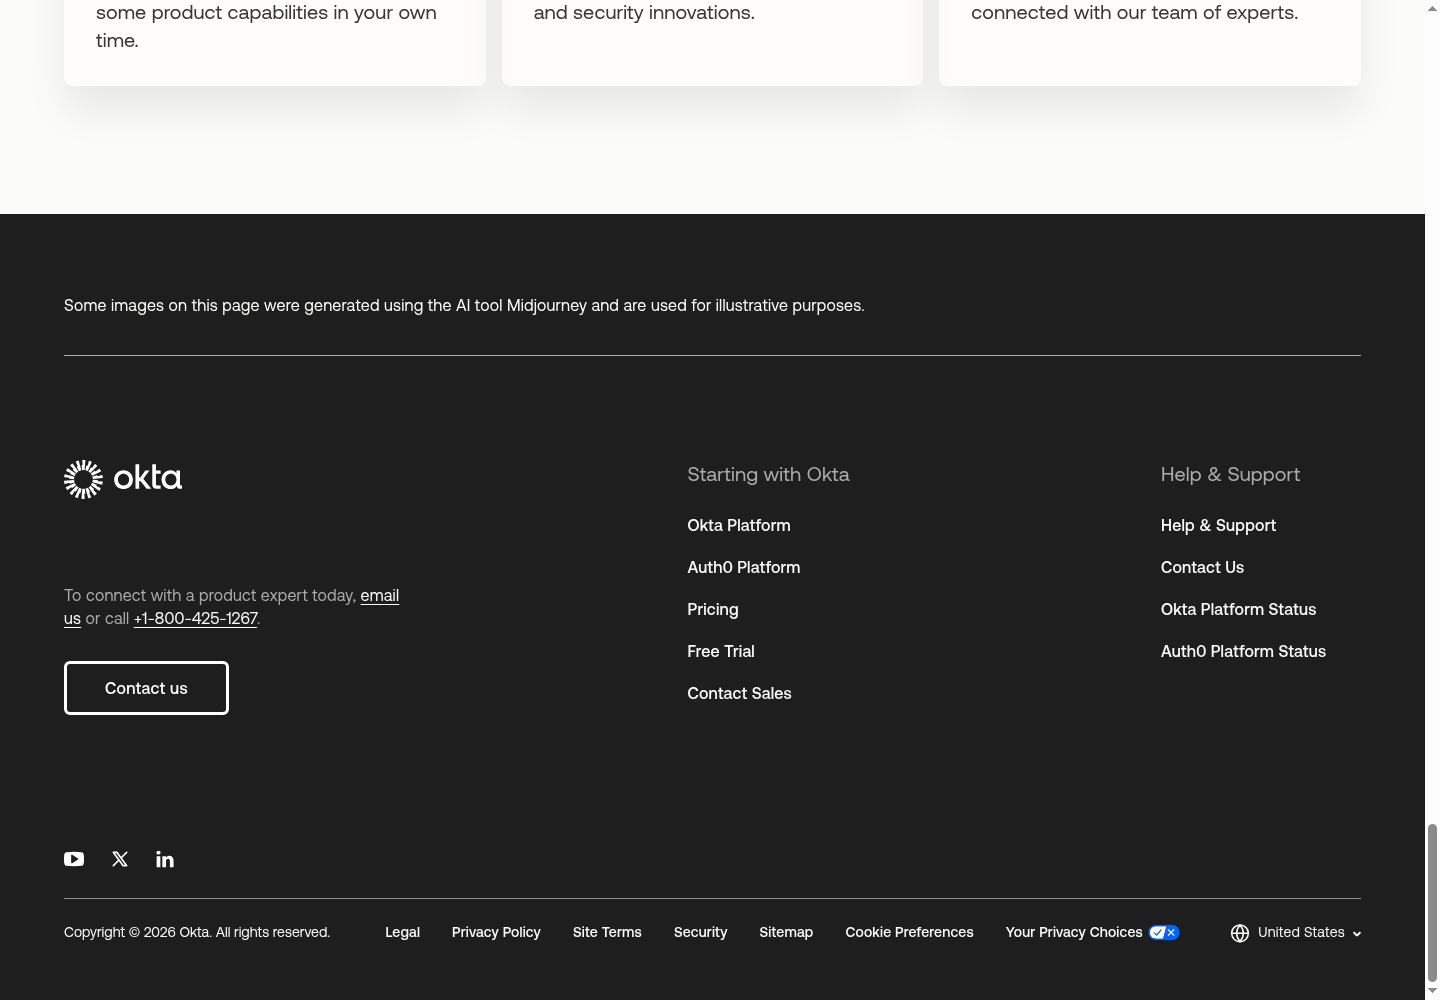 some product capabilities in your own
time.
and security innovations.
connected with our team of experts.
Some images on this page were generated using the AI tool Midjourney and are used for illustrative purposes.
okta
To connect with a product expert today, email
us or call +1-800-425-1267.
Contact us
Starting with Okta
Okta Platform
Auth0 Platform
Pricing
Free Trial
Contact Sales
Help & Support
Help & Support
Contact Us
Okta Platform Status
Auth0 Platform Status
Copyright © 2026 Okta. All rights reserved.
Legal
Privacy Policy
Site Terms
Security
Sitemap
Cookie Preferences
Your Privacy Choices
United States